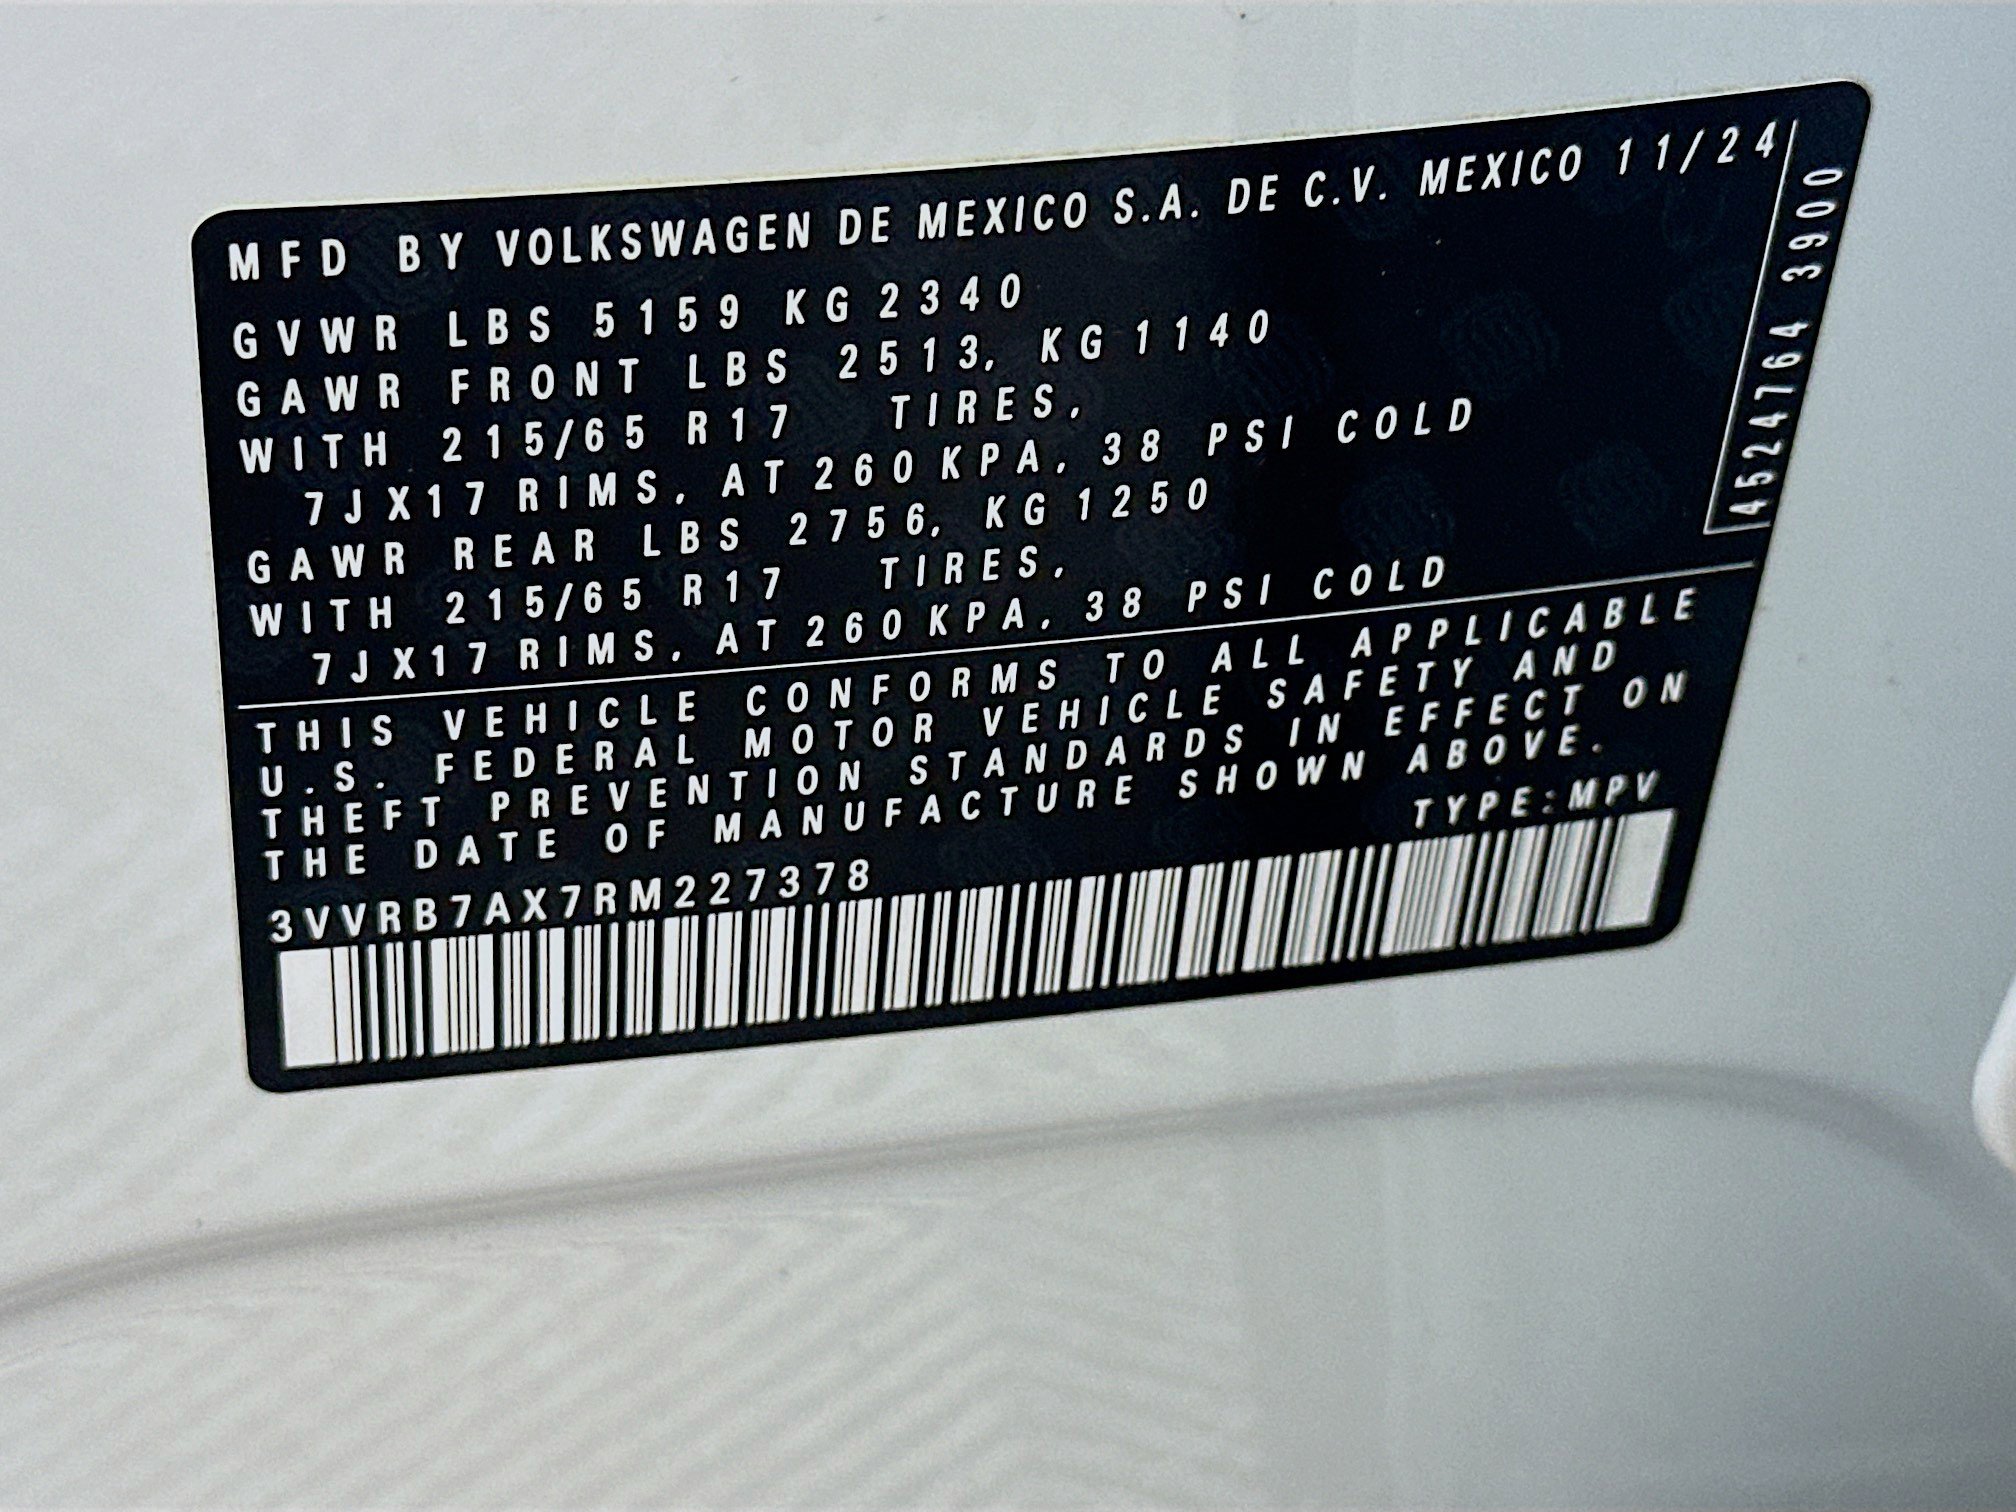 MFD BY VOLKSWAGEN DE MEXICO S.A. DE C.V. MEXICO 11/24
GVWR LBS 5159 KG 2340
GAWR FRONT LBS 2513, KG 1140
WITH 215/65 R17 TIRES,
7JX17 RIMS, AT 260 KPA, 38 PSI COLD
GAWR REAR LBS 2756, KG 1250
WITH 215/65 R17 TIRES,
7JX17 RIMS, AT 260 KPA, 38 PSI COLD
4524764 3900
THIS VEHICLE CONFORMS TO ALL APPLICABLE
U.S. FEDERAL MOTOR VEHICLE SAFETY AND
THEFT PREVENTION STANDARDS IN EFFECT ON
THE DATE OF MANUFACTURE SHOWN ABOVE.
TYPE:MPV
3VVRB7AX7RM227378